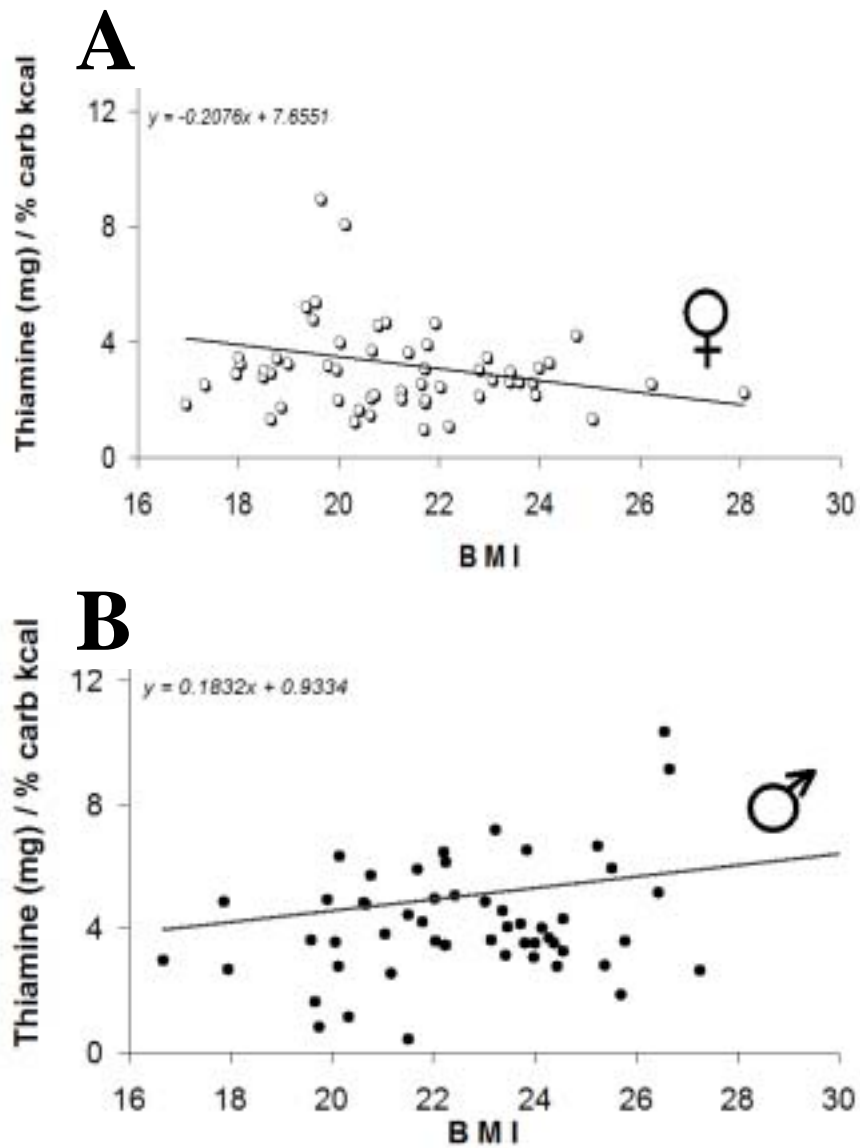 A
Thiamine (mg) / % carb kcal
y = -0.2076x + 7.6551
12
8
4
0
16 18 20 22 24 26 28 30
BMI
♀
B
Thiamine (mg) / % carb kcal
y = 0.1832x + 0.9334
12
8
4
0
16 18 20 22 24 26 28 30
BMI
♂